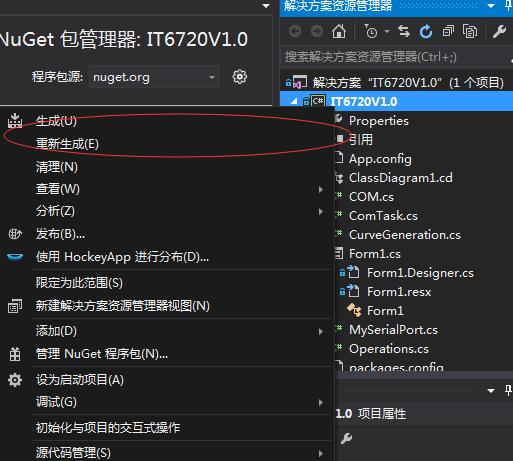 解决方案资源管理器
NuGet 包管理器: IT6720V1.0
程序包源: nuget.org
搜索解决方案资源管理器(Ctrl+;)
解决方案"IT6720V1.0" (1 个项目)
C# IT6720V1.0
Properties
引用
App.config
ClassDiagram1.cd
COM.cs
ComTask.cs
CurveGeneration.cs
Form1.cs
Form1.Designer.cs
Form1.resx
Form1
MySerialPort.cs
Operations.cs
packages.config
生成(U)
重新生成(E)
清理(N)
查看(W)
分析(Z)
发布(B)...
使用 HockeyApp 进行分布(D)...
限定为此范围(S)
新建解决方案资源管理器视图(N)
添加(D)
管理 NuGet 程序包(N)...
设为启动项目(A)
调试(G)
初始化与项目的交互式操作
源代码管理(S)
1.0 项目属性